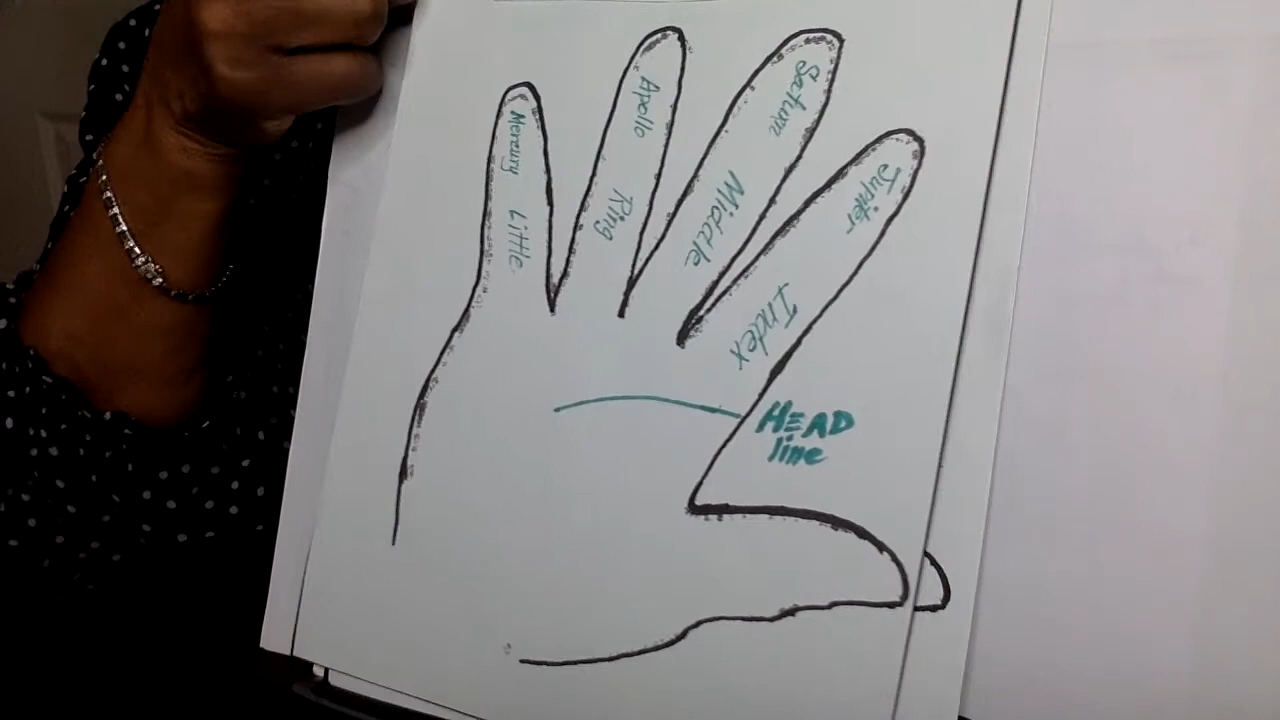 Mercury Little
Apollo Ring
Saturn Middle
Jupiter Index
HEAD
line